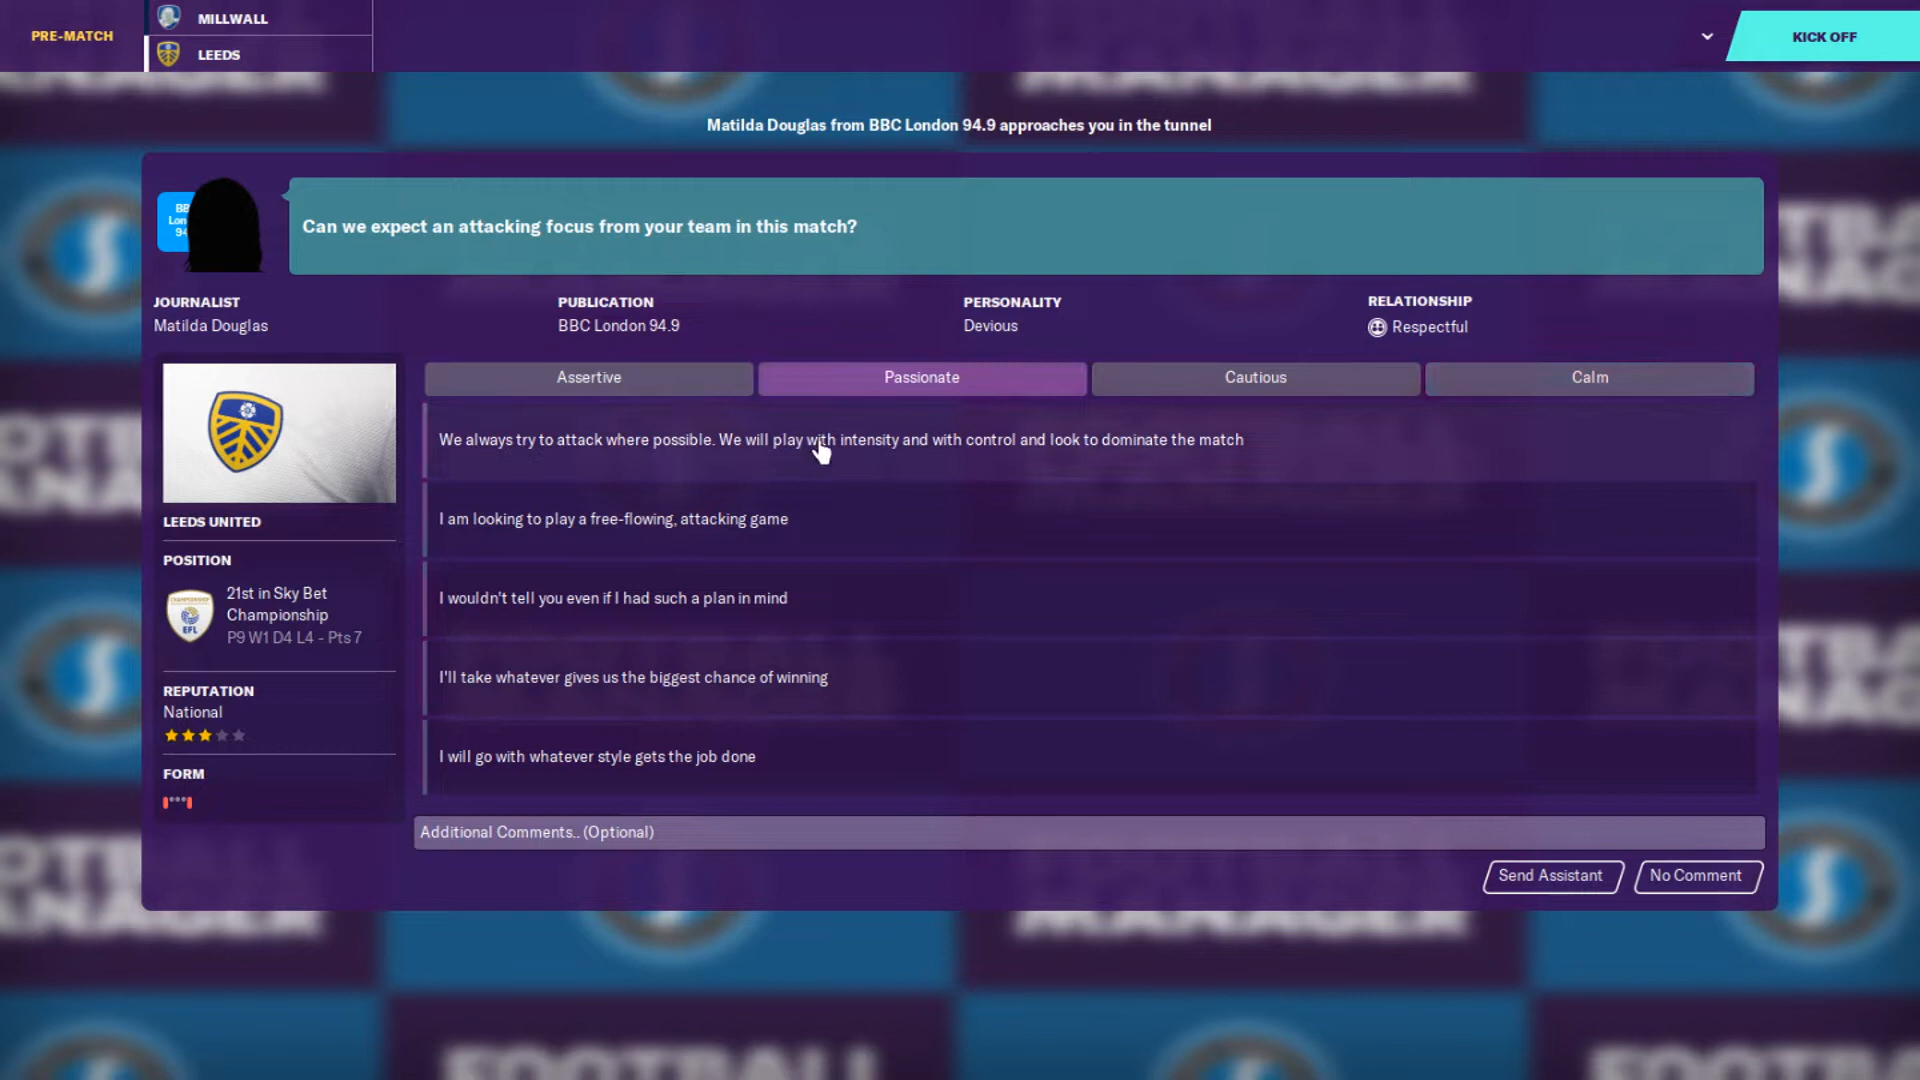 PRE-MATCH
MILLWALL
LEEDS
KICK OFF
Matilda Douglas from BBC London 94.9 approaches you in the tunnel
Can we expect an attacking focus from your team in this match?
JOURNALIST
Matilda Douglas
PUBLICATION
BBC London 94.9
PERSONALITY
Devious
RELATIONSHIP
Respectful
Assertive
Passionate
Cautious
Calm
We always try to attack where possible. We will play with intensity and with control and look to dominate the match
I am looking to play a free-flowing, attacking game
I wouldn't tell you even if I had such a plan in mind
I'll take whatever gives us the biggest chance of winning
I will go with whatever style gets the job done
LEEDS UNITED
POSITION
21st in Sky Bet
Championship
P9 W1 D4 L4 - Pts 7
CHAMPIONSHIP
EFL
REPUTATION
National
FORM
Additional Comments.. (Optional)
Send Assistant
No Comment
FOOTBALL
MANAGER